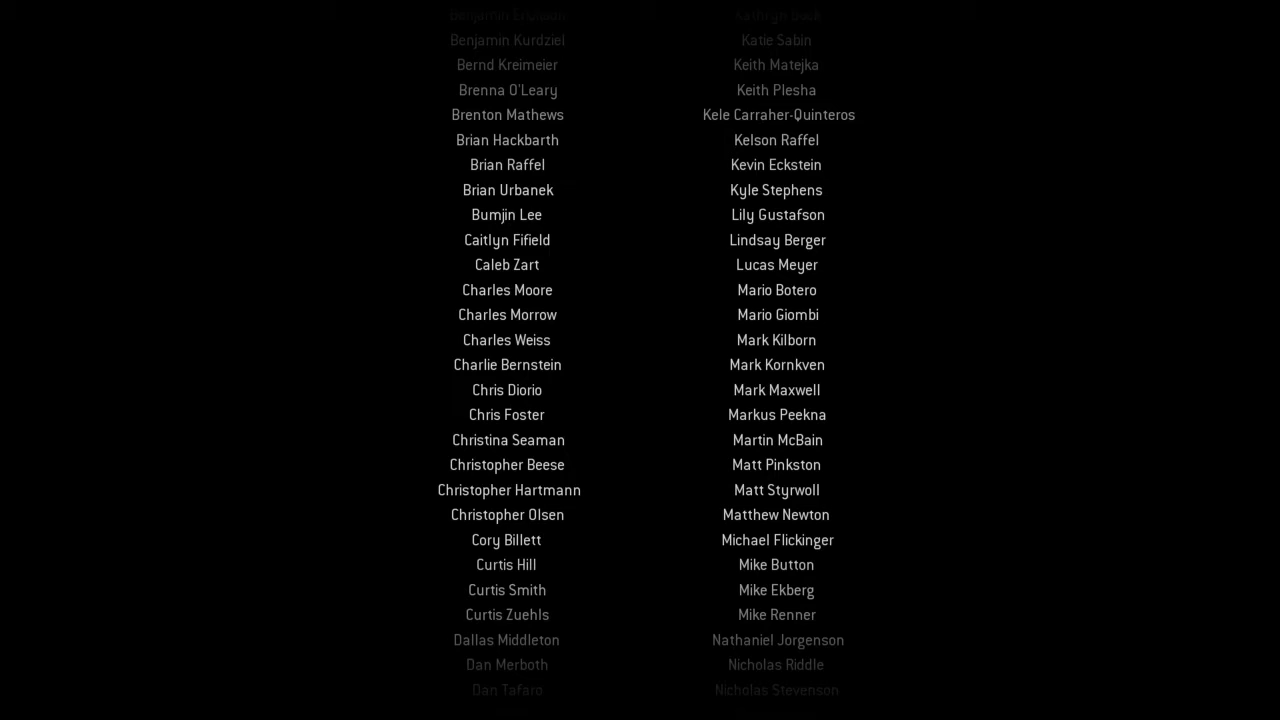 Benjamin Kurdziel
Bernd Kreimeier
Brenna O'Leary
Brenton Mathews
Brian Hackbarth
Brian Raffel
Brian Urbanek
Bumjin Lee
Caitlyn Fifield
Caleb Zart
Charles Moore
Charles Morrow
Charles Weiss
Charlie Bernstein
Chris Diorio
Chris Foster
Christina Seaman
Christopher Beese
Christopher Hartmann
Christopher Olsen
Cory Billett
Curtis Hill
Curtis Smith
Curtis Zuehls
Dallas Middleton
Dan Merboth
Dan Tafaro
Katie Sabin
Keith Matejka
Keith Plesha
Kele Carraher-Quinteros
Kelson Raffel
Kevin Eckstein
Kyle Stephens
Lily Gustafson
Lindsay Berger
Lucas Meyer
Mario Botero
Mario Giombi
Mark Kilborn
Mark Kornkven
Mark Maxwell
Markus Peekna
Martin McBain
Matt Pinkston
Matt Styrwoll
Matthew Newton
Michael Flickinger
Mike Button
Mike Ekberg
Mike Renner
Nathaniel Jorgenson
Nicholas Riddle
Nicholas Stevenson